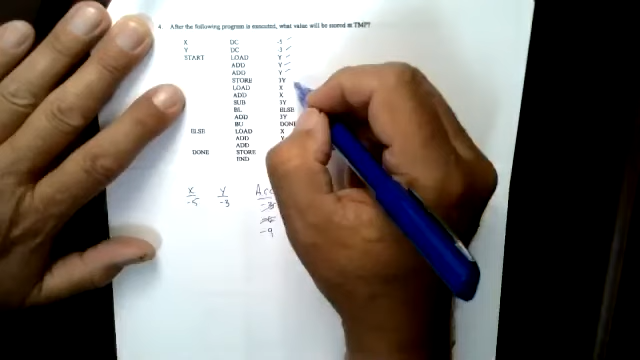 4. After the following program is executed, what value will be stored in TMP?
X DC -5
Y DC 3
START LOAD Y
ADD Y
ADD Y
STORE 3Y
LOAD X
ADD X
SUB 3Y
BL ELSE
ADD 3Y
BU DONE
ELSE LOAD X
ADD
ADD
DONE STORE
END
X Y Acc
-5 -3 -3
-9